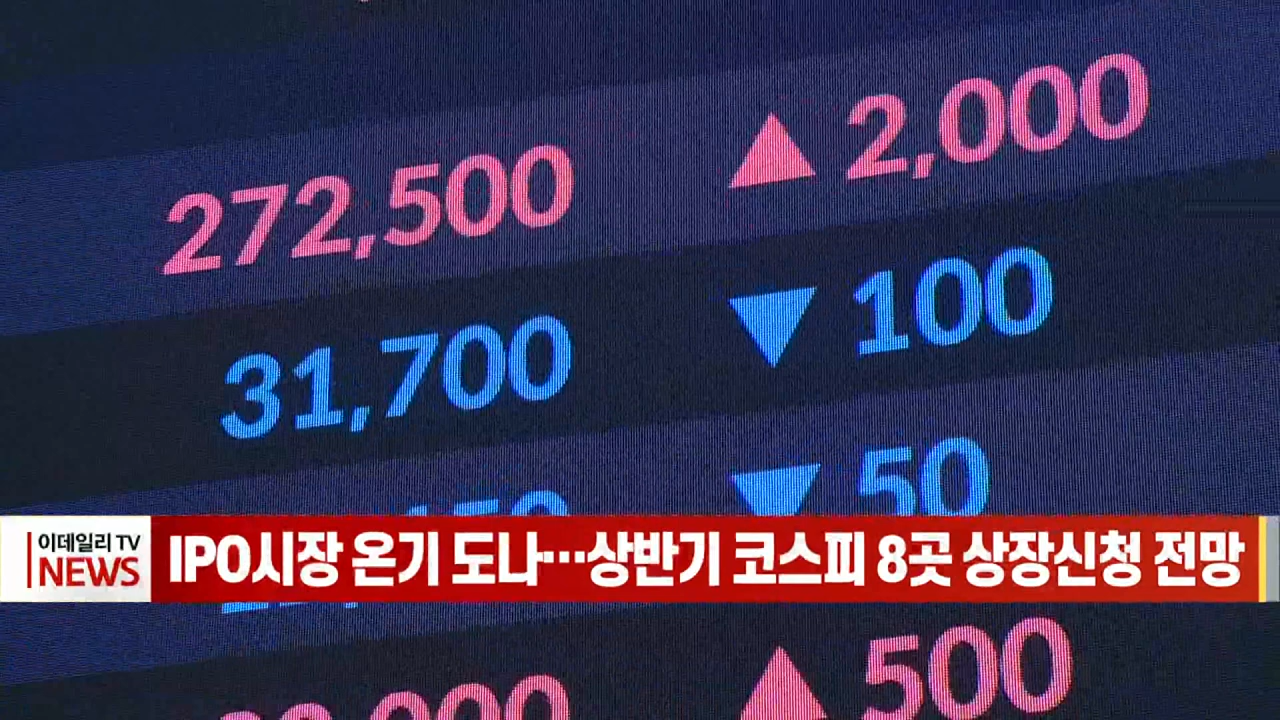 272,500 ▲ 2,000
31,700 ▼ 100
▼ 50
이데일리 TV
NEWS
IPO시장 온기 도나…상반기 코스피 8곳 상장신청 전망
▲ 500